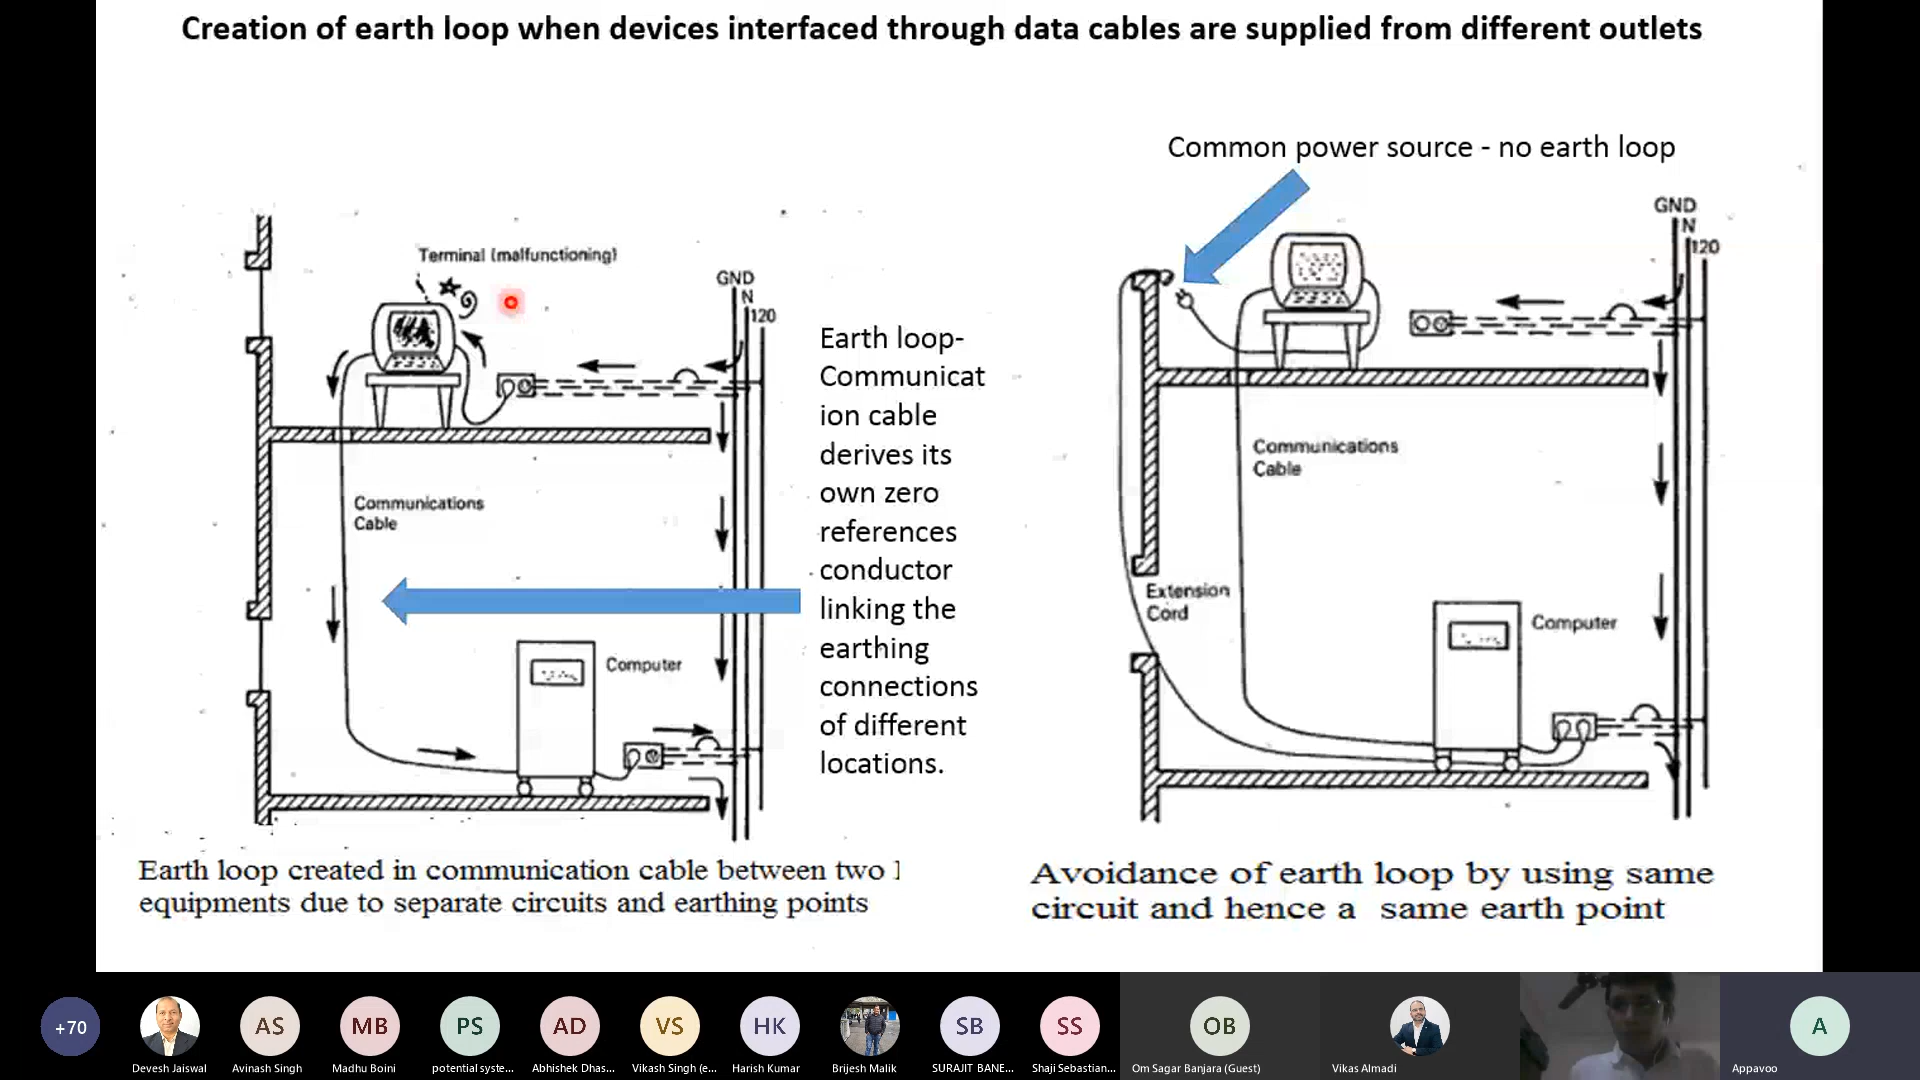 Creation of earth loop when devices interfaced through data cables are supplied from different outlets
Common power source - no earth loop
Terminal (malfunctioning)
GND
N
120
Communications
Cable
Computer
Earth loop-
Communicat
ion cable
derives its
own zero
references
conductor
linking the
earthing
connections
of different
locations.
GND
N
120
Communications
Cable
Extension
Cord
Computer
Earth loop created in communication cable between two
equipments due to separate circuits and earthing points
Avoidance of earth loop by using same
circuit and hence a same earth point
+70
AS
MB
PS
AD
VS
HK
SB
SS
OB
A
Devesh Jaiswal
Avinash Singh
Madhu Boini
potential syste...
Abhishek Dhas...
Vikash Singh (e...
Harish Kumar
Brijesh Malik
SURAJIT BANE...
Shaji Sebastian...
Om Sagar Banjara (Guest)
Vikas Almadi
Appavoo